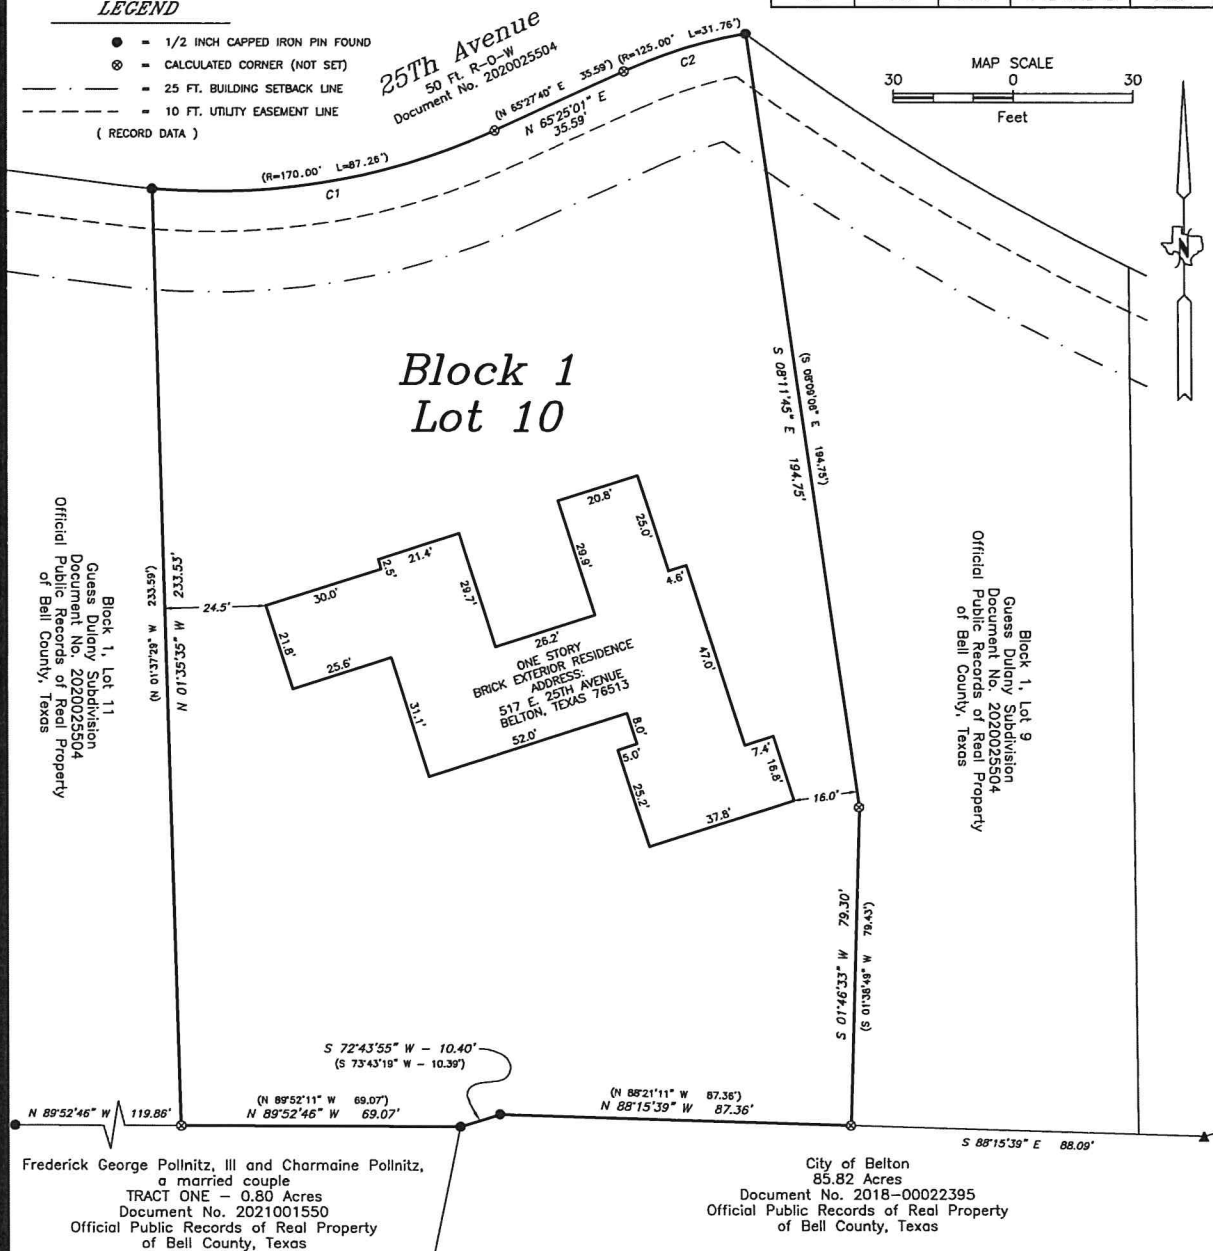 LEGEND
= 1/2 INCH CAPPED IRON PIN FOUND
= CALCULATED CORNER (NOT SET)
= 25 FT. BUILDING SETBACK LINE
= 10 FT. UTILITY EASEMENT LINE
( RECORD DATA )
25Th Avenue
50 Ft. R-O-W
Document No. 2020025504
(R=170.00' L=87.26')
C1
(N 65°27'40" E 35.59')
N 65°25'01" E
35.59'
(R=125.00' L=31.76')
C2
MAP SCALE
30 0 30
Feet
N
Block 1
Lot 10
S 08°11'45" E 194.75'
(S 08°09'06" E 194.75')
Block 1, Lot 11
Guess Dulany Subdivision
Document No. 2020025504
Official Public Records of Real Property
of Bell County, Texas
(N 01°37'29" W 233.59')
N 01°35'35" W 233.53'
24.5'
30.0'
2.5'
21.4'
29.7'
26.2'
29.9'
20.8'
25.0'
4.6'
47.0'
7.4'
16.8'
16.0'
37.8'
25.2'
5.0'
8.0'
52.0'
31.1'
25.6'
21.8'
ONE STORY
BRICK EXTERIOR RESIDENCE
ADDRESS:
517 E. 25TH AVENUE
BELTON, TEXAS 76513
Block 1, Lot 9
Guess Dulany Subdivision
Document No. 2020025504
Official Public Records of Real Property
of Bell County, Texas
S 01°46'33" W 79.30'
(S 01°38'49" W 79.43')
S 72°43'55" W - 10.40'
(S 73°43'19" W - 10.39')
N 89°52'46" W 119.86'
(N 89°52'11" W 69.07')
N 89°52'46" W 69.07'
(N 88°21'11" W 87.36')
N 88°15'39" W 87.36'
S 88°15'39" E 88.09'
Frederick George Pollnitz, III and Charmaine Pollnitz,
a married couple
TRACT ONE - 0.80 Acres
Document No. 2021001550
Official Public Records of Real Property
of Bell County, Texas
City of Belton
85.82 Acres
Document No. 2018-00022395
Official Public Records of Real Property
of Bell County, Texas